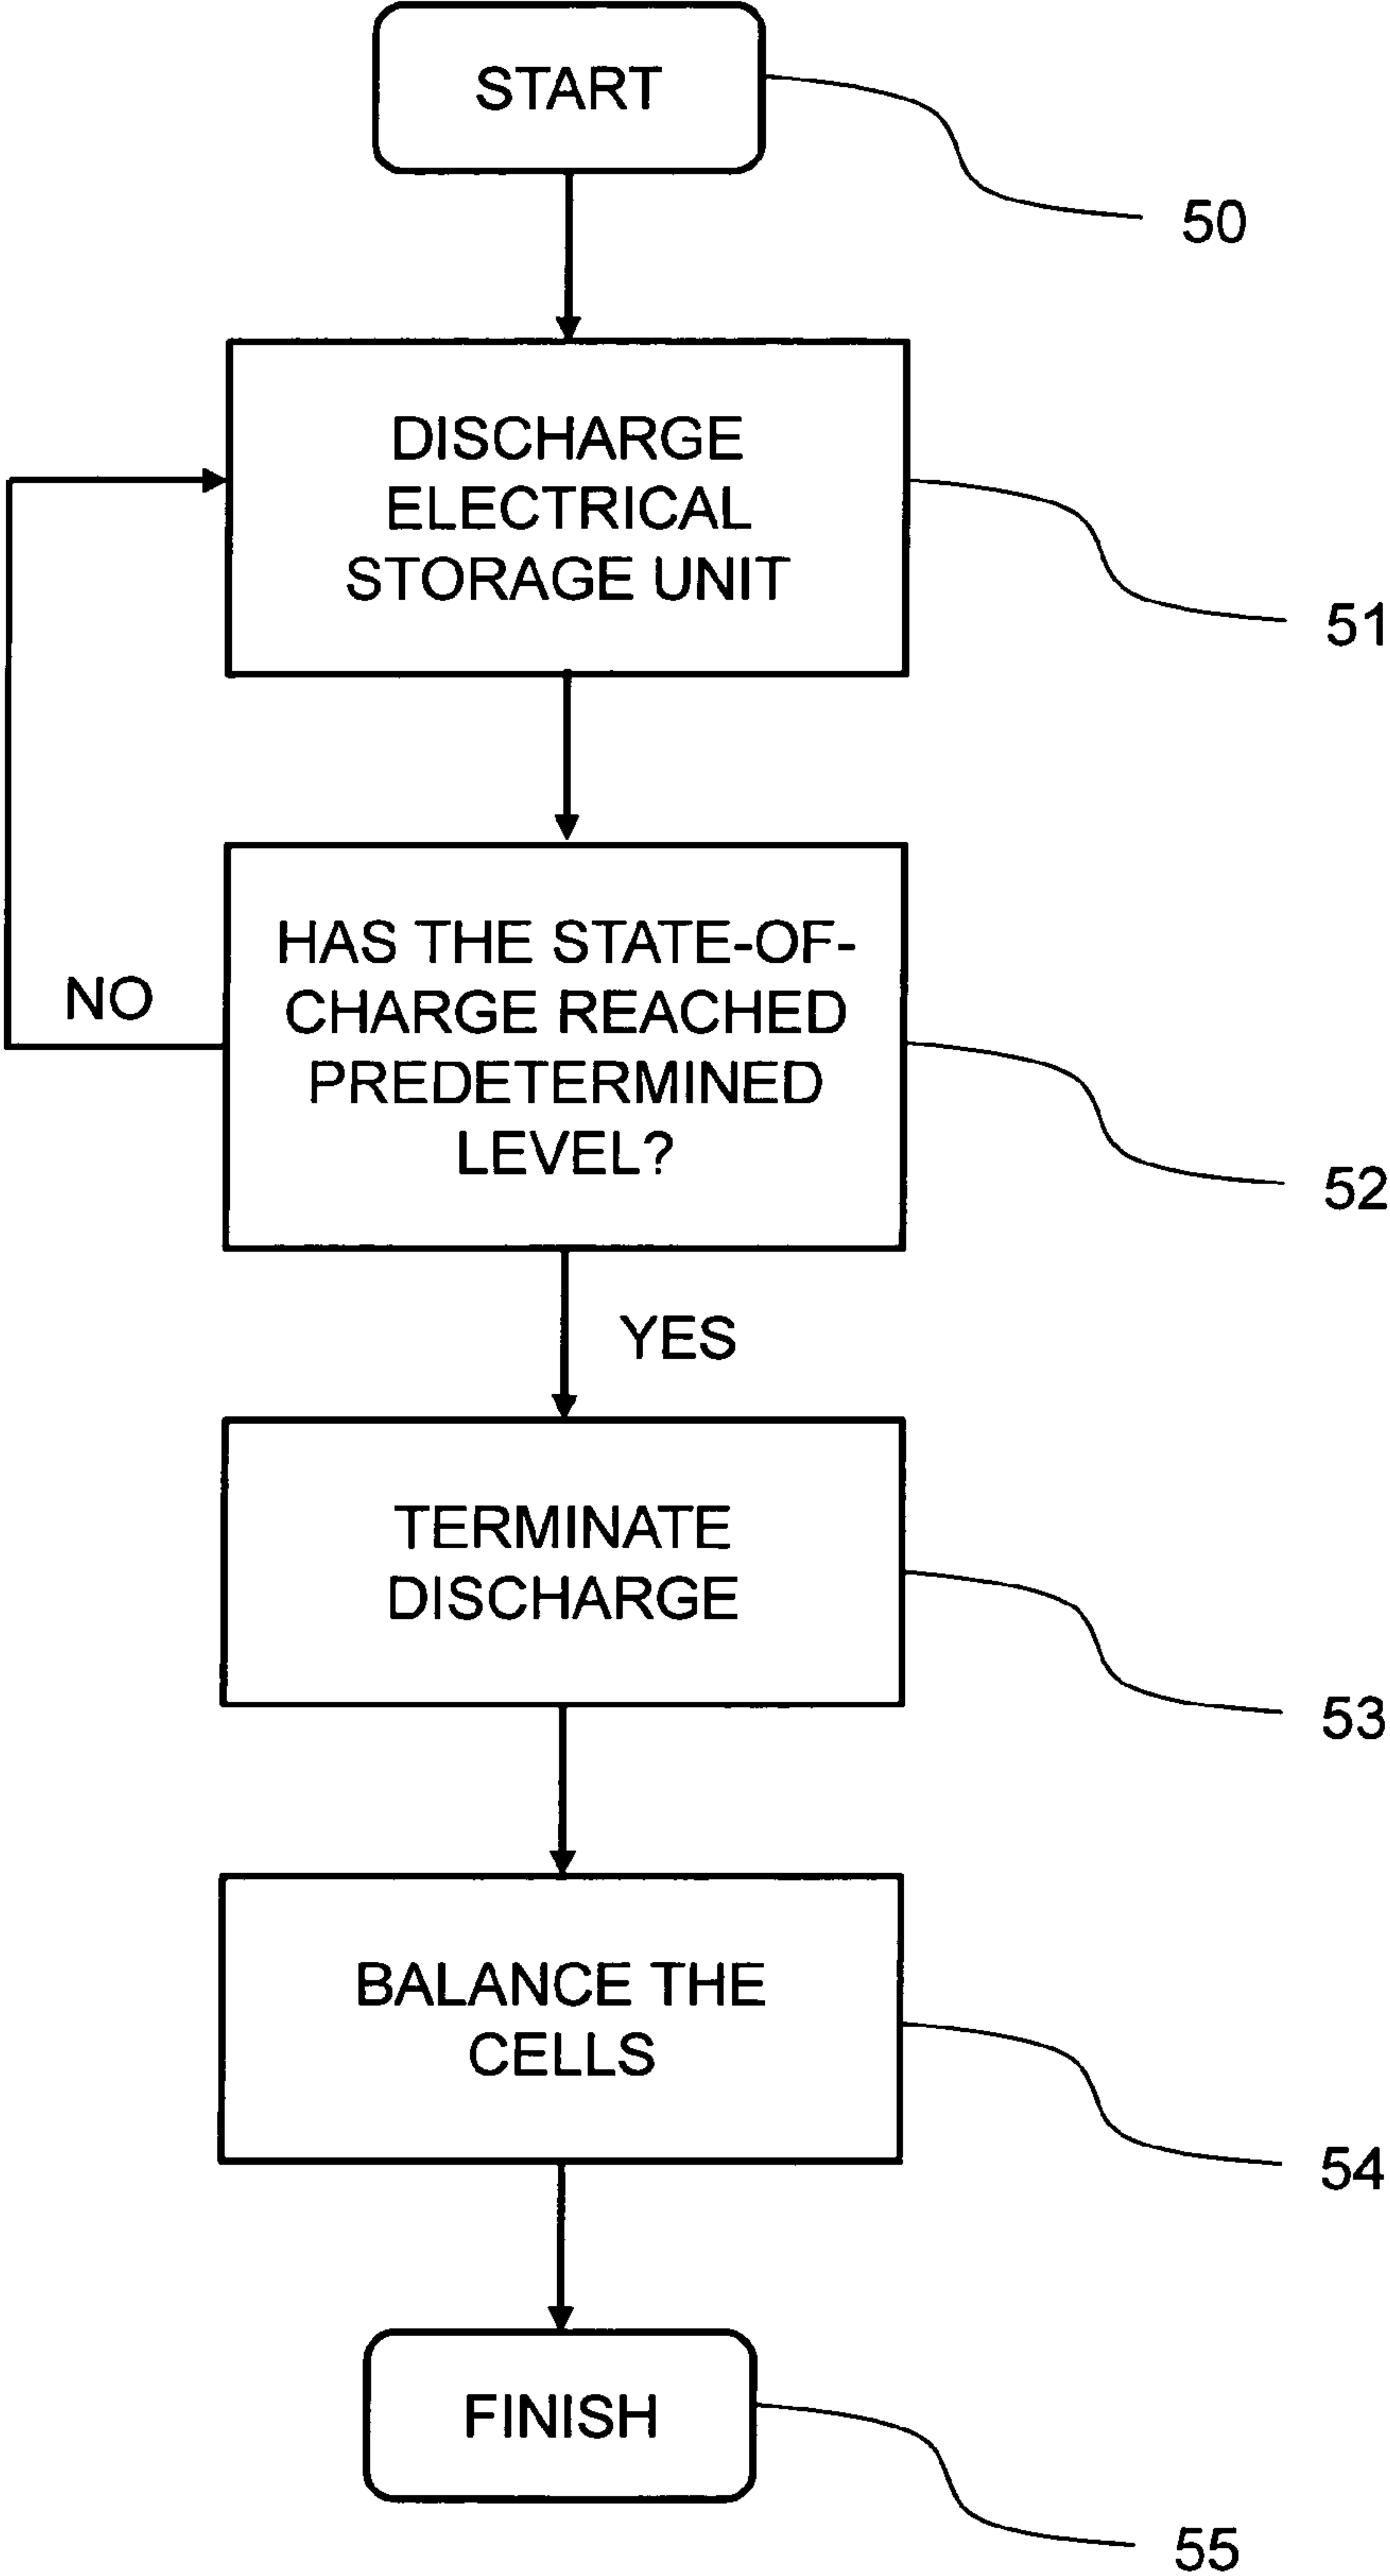 START
50
DISCHARGE
ELECTRICAL
STORAGE UNIT
51
HAS THE STATE-OF-
CHARGE REACHED
PREDETERMINED
LEVEL?
NO
52
YES
TERMINATE
DISCHARGE
53
BALANCE THE
CELLS
54
FINISH
55